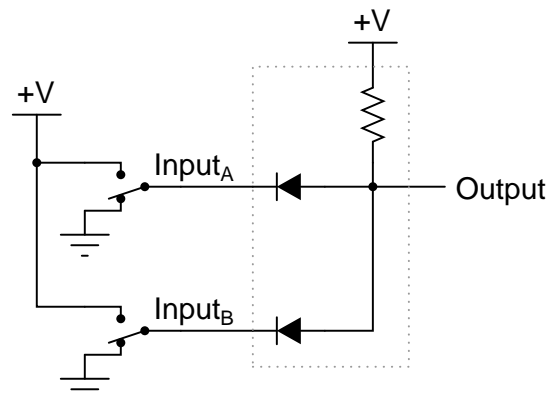 +V
+V
Input_A
Output
Input_B